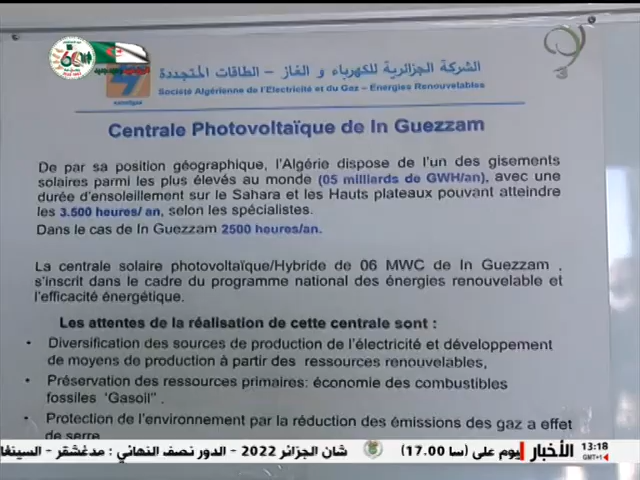 الشركة الجزائرية للكهرباء و الغاز – الطاقات المتجددة
Société Algérienne de l'Electricité et du Gaz – Energies Renouvelables
60
sonelgaz
Centrale Photovoltaïque de In Guezzam
De par sa position géographique, l'Algérie dispose de l'un des gisements
solaires parmi les plus élevés au monde (05 milliards de GWH/an), avec une
durée d'ensoleillement sur le Sahara et les Hauts plateaux pouvant atteindre
les 3.500 heures/ an, selon les spécialistes.
Dans le cas de In Guezzam 2500 heures/an.
La centrale solaire photovoltaïque/Hybride de 06 MWC de In Guezzam ,
s'inscrit dans le cadre du programme national des énergies renouvelable et
l'efficacité énergétique.
Les attentes de la réalisation de cette centrale sont :
• Diversification des sources de production de l'électricité et développement
de moyens de production à partir des ressources renouvelables,
• Préservation des ressources primaires: économie des combustibles
fossiles 'Gasoil" .
• Protection de l'environnement par la réduction des émissions des gaz a effet
de serre
13:18
GMT+1
الأخبار
يوم على (سا 17.00)
شان الجزائر 2022 - الدور نصف النهائي : مدغشقر - السينغا